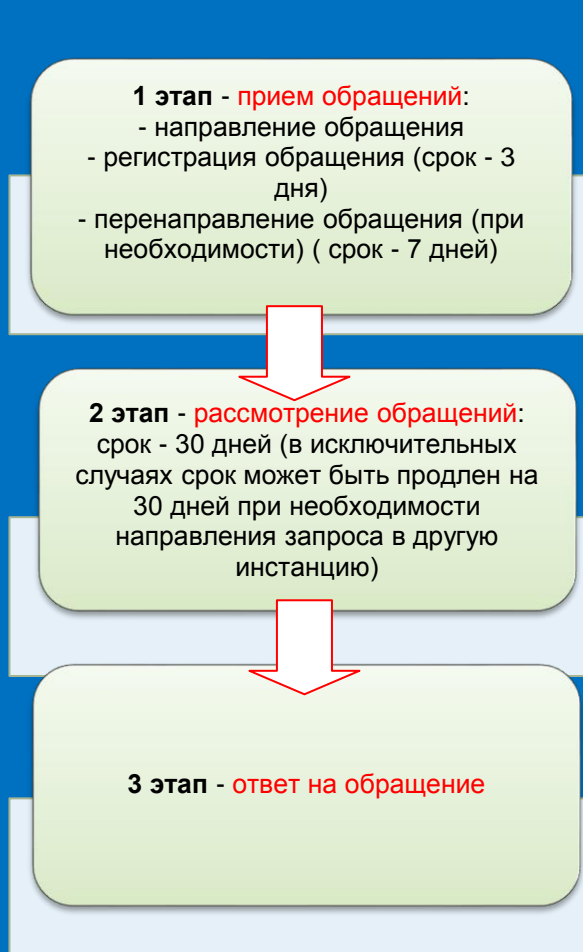 1 этап - прием обращений:
- направление обращения
- регистрация обращения (срок - 3
дня)
- перенаправление обращения (при
необходимости) ( срок - 7 дней)
2 этап - рассмотрение обращений:
срок - 30 дней (в исключительных
случаях срок может быть продлен на
30 дней при необходимости
направления запроса в другую
инстанцию)
3 этап - ответ на обращение